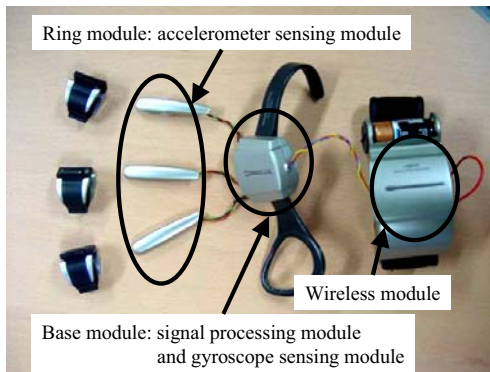 Ring module: accelerometer sensing module
Wireless module
Base module: signal processing module
and gyroscope sensing module